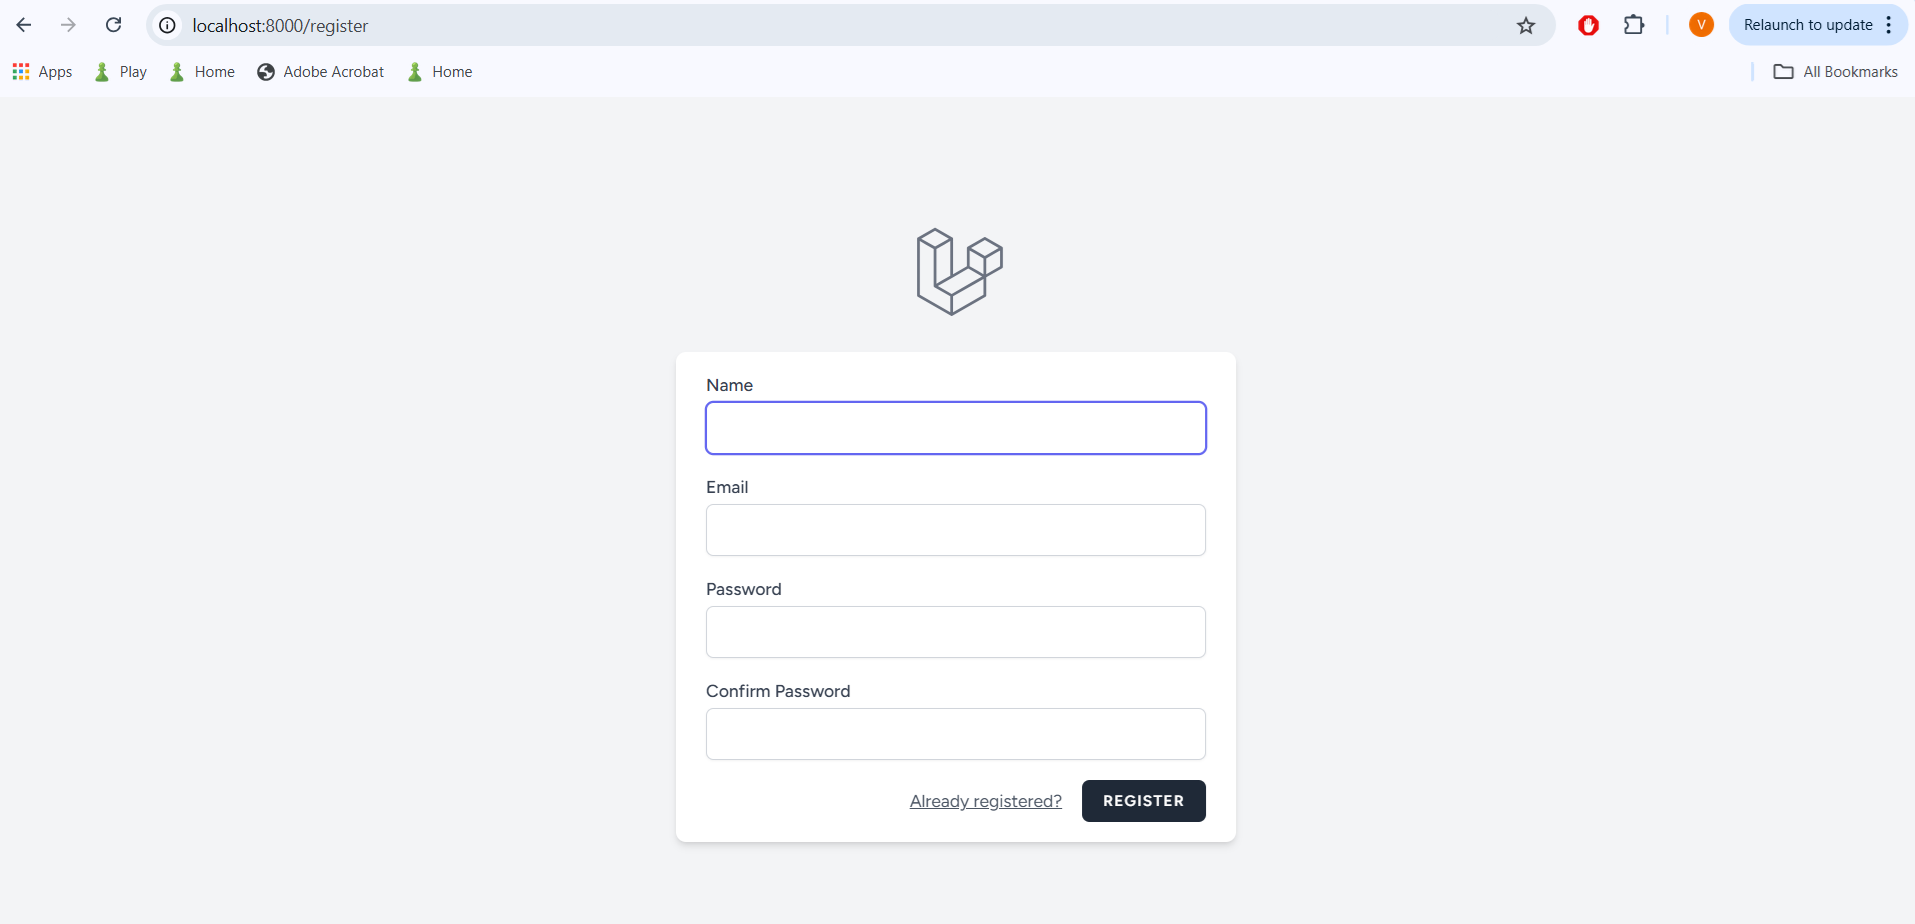 localhost:8000/register
V
Relaunch to update
Apps
Play
Home
Adobe Acrobat
Home
All Bookmarks
Name
Email
Password
Confirm Password
Already registered?
REGISTER